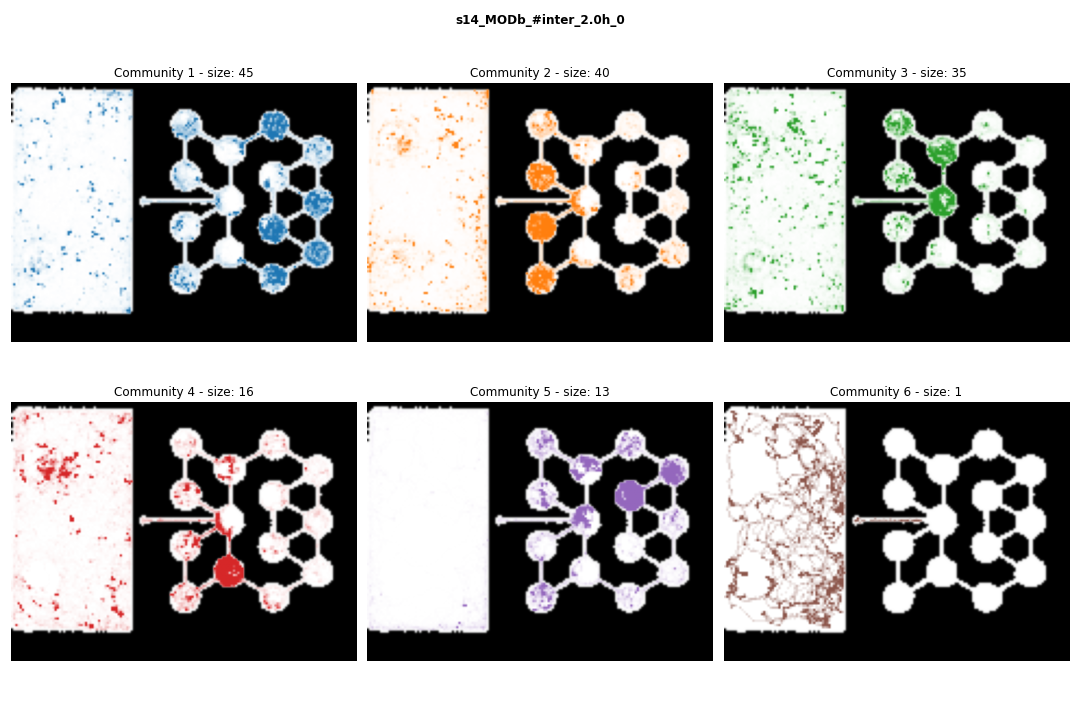 s14_MODb_#inter_2.0h_0
Community 1 - size: 45
Community 2 - size: 40
Community 3 - size: 35
Community 4 - size: 16
Community 5 - size: 13
Community 6 - size: 1